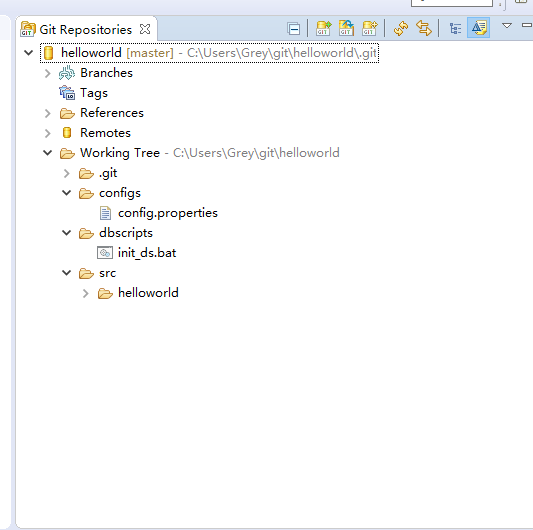 Git Repositories
helloworld [master] - C:\Users\Grey\git\helloworld\.git
Branches
Tags
References
Remotes
Working Tree - C:\Users\Grey\git\helloworld
.git
configs
config.properties
dbscripts
init_ds.bat
src
helloworld